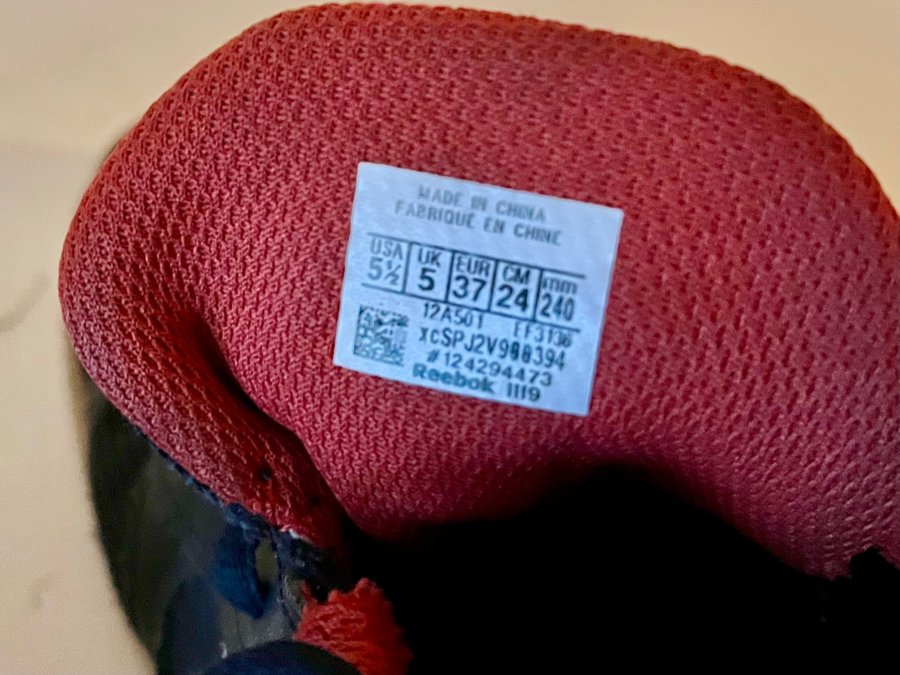 MADE IN CHINA
FABRIQUÉ EN CHINE
USA UK EUR CM mm
5½ 5 37 24 240
12A501 FF3136
#124294473
Reebok 1119